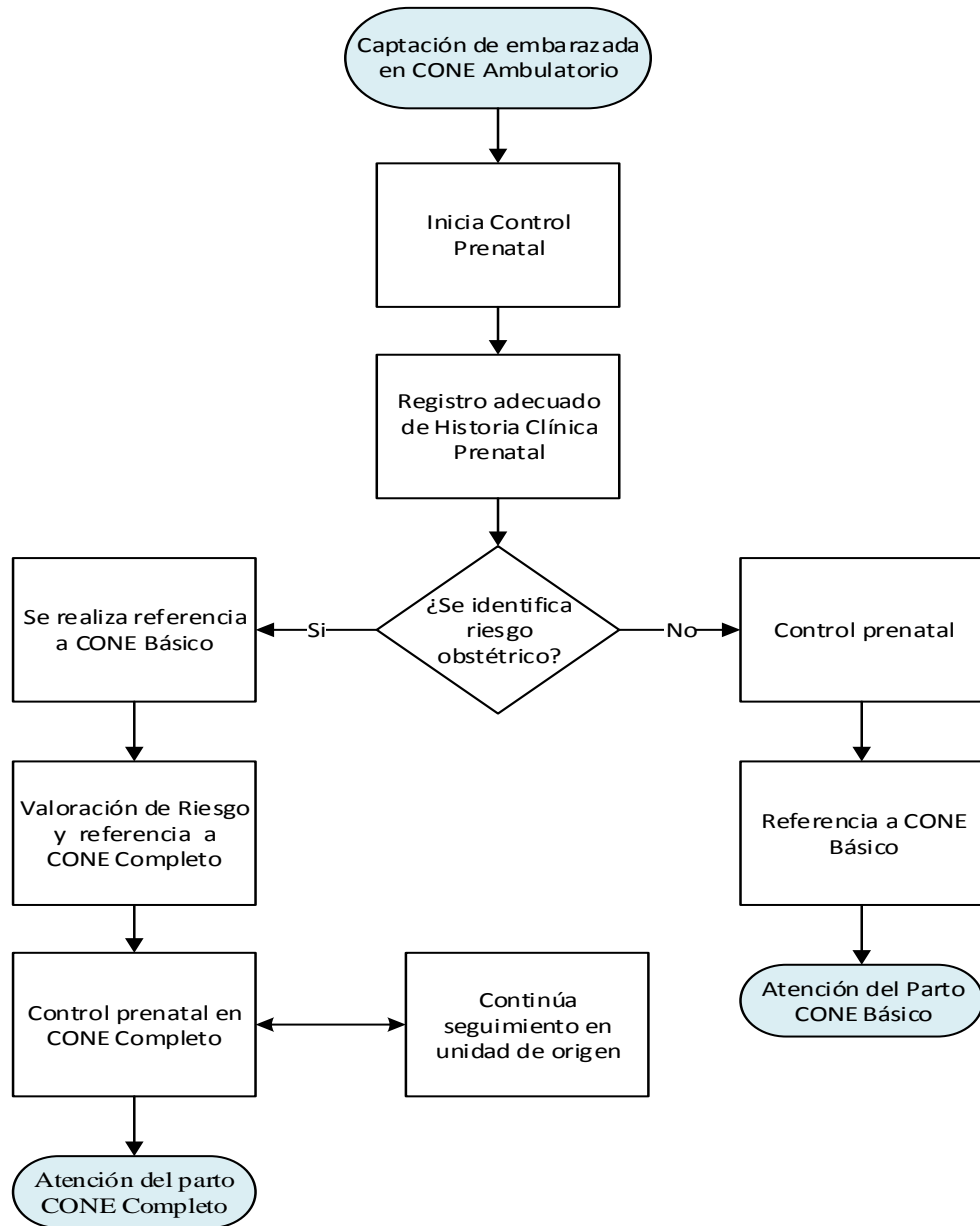 Captación de embarazada
en CONE Ambulatorio
Inicia Control
Prenatal
Registro adecuado
de Historia Clínica
Prenatal
¿Se identifica
riesgo
obstétrico?
Si
No
Se realiza referencia
a CONE Básico
Control prenatal
Valoración de Riesgo
y referencia a
CONE Completo
Referencia a CONE
Básico
Control prenatal en
CONE Completo
Continúa
seguimiento en
unidad de origen
Atención del Parto
CONE Básico
Atención del parto
CONE Completo